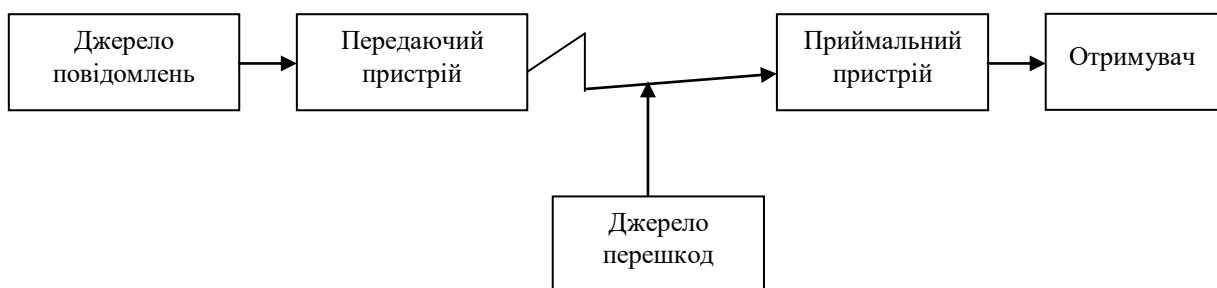 Джерело
повідомлень
Передаючий
пристрій
Приймальний
пристрій
Отримувач
Джерело
перешкод